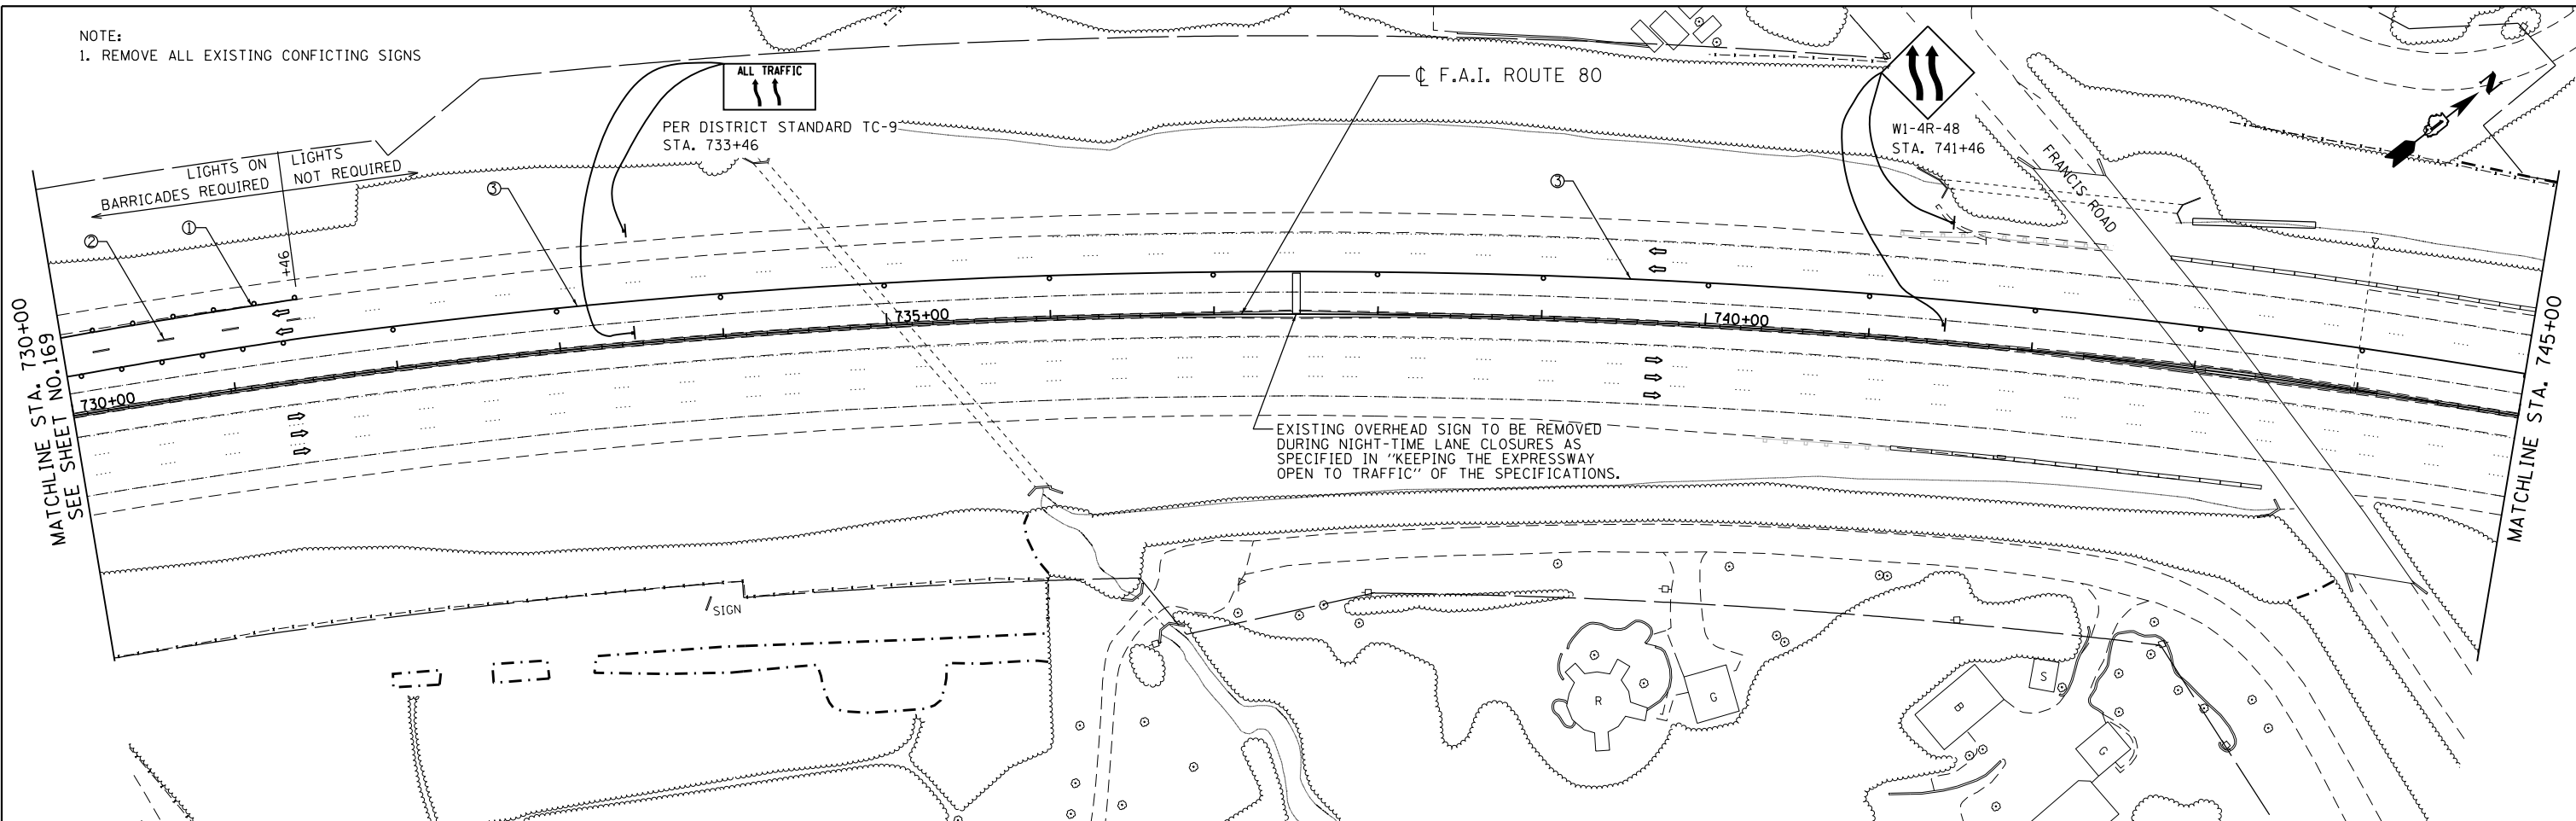 NOTE:
1. REMOVE ALL EXISTING CONFICTING SIGNS
ALL TRAFFIC
PER DISTRICT STANDARD TC-9
STA. 733+46
℄ F.A.I. ROUTE 80
W1-4R-48
STA. 741+46
FRANCIS ROAD
N
LIGHTS ON
BARRICADES REQUIRED
LIGHTS
NOT REQUIRED
2
1
3
3
+46
730+00
735+00
740+00
MATCHLINE STA. 730+00
SEE SHEET NO.169
MATCHLINE STA. 745+00
EXISTING OVERHEAD SIGN TO BE REMOVED
DURING NIGHT-TIME LANE CLOSURES AS
SPECIFIED IN "KEEPING THE EXPRESSWAY
OPEN TO TRAFFIC" OF THE SPECIFICATIONS.
SIGN
R
G
B
S
G